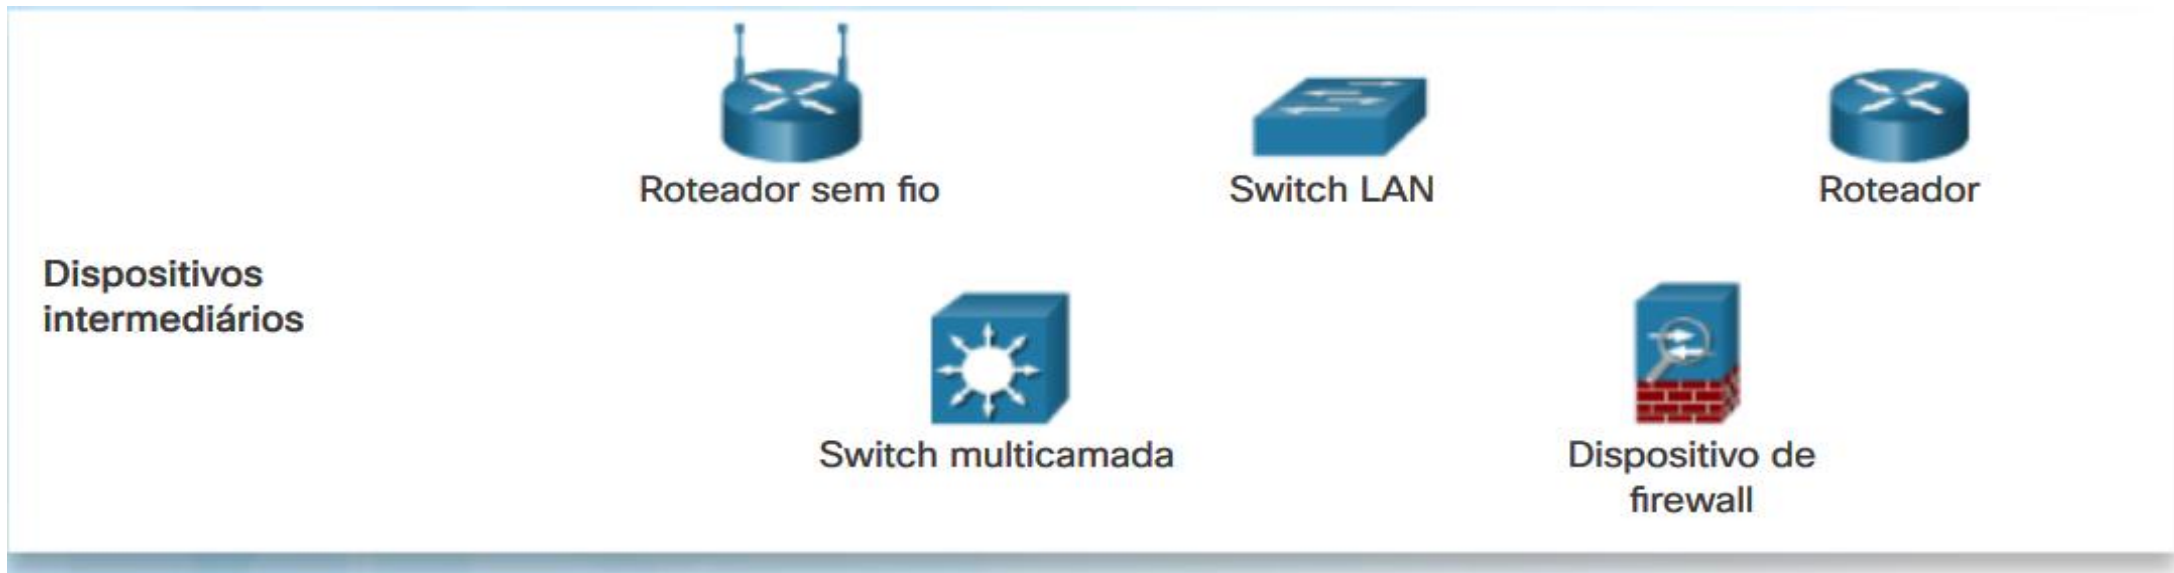 Roteador sem fio
Switch LAN
Roteador
Dispositivos
intermediários
Switch multicamada
Dispositivo de
firewall